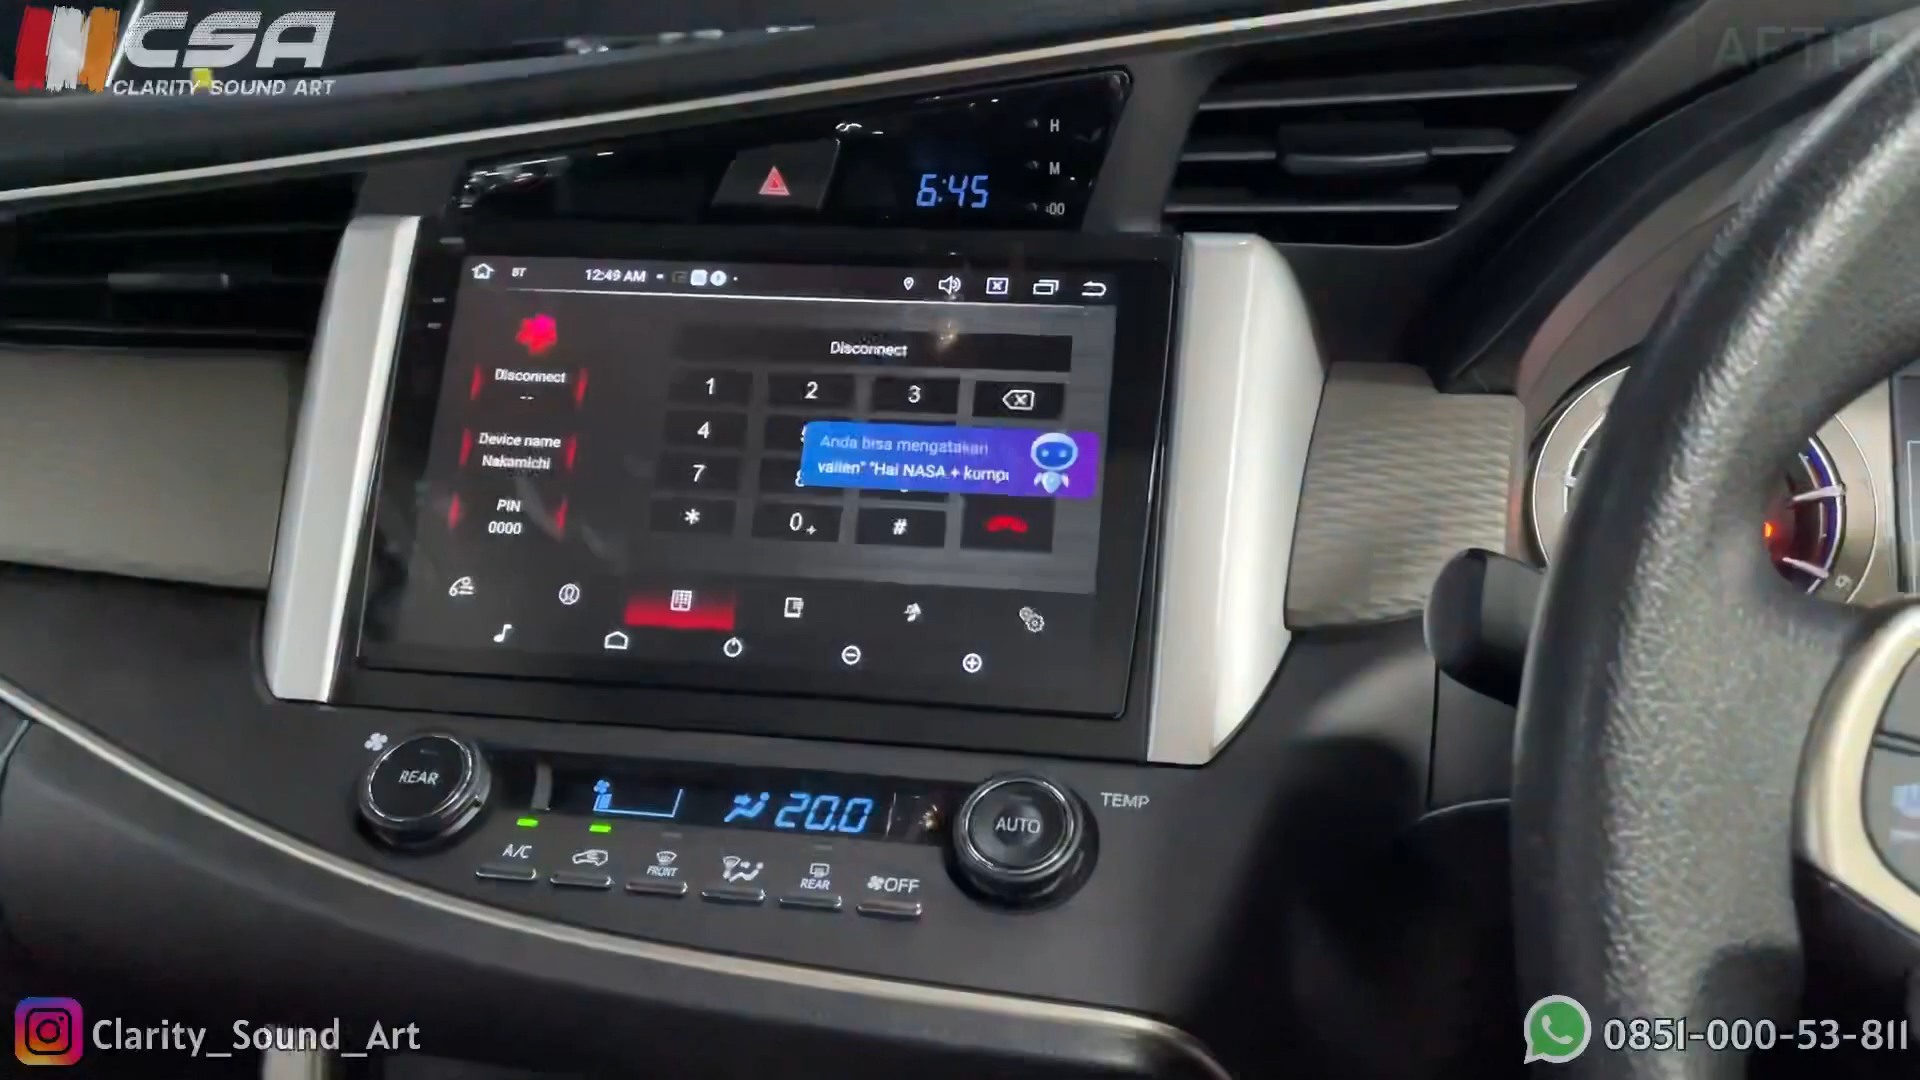 CSA
CLARITY SOUND ART
AFTER
H
M
:00
6:45
BT
12:49 AM
Disconnect
--
Device name
Nakamichi
PIN
0000
Disconnect
1
2
3
4
7
*
0+
#
Anda bisa mengatakan
"Hai NASA +
REAR
20.0
AUTO
TEMP
A/C
FRONT
REAR
OFF
Clarity_Sound_Art
0851-000-53-811